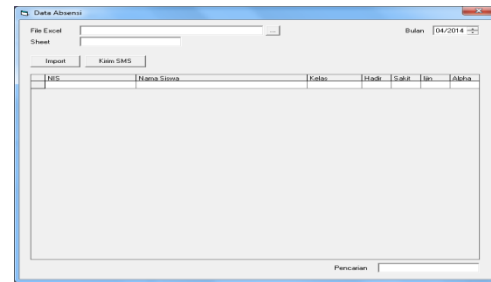 Data Absensi
File Excel ... Bulan 04/2014
Sheet
Import Kirim SMS
NIS Nama Siswa Kelas Hadir Sakit Ijin Alpha
Pencarian